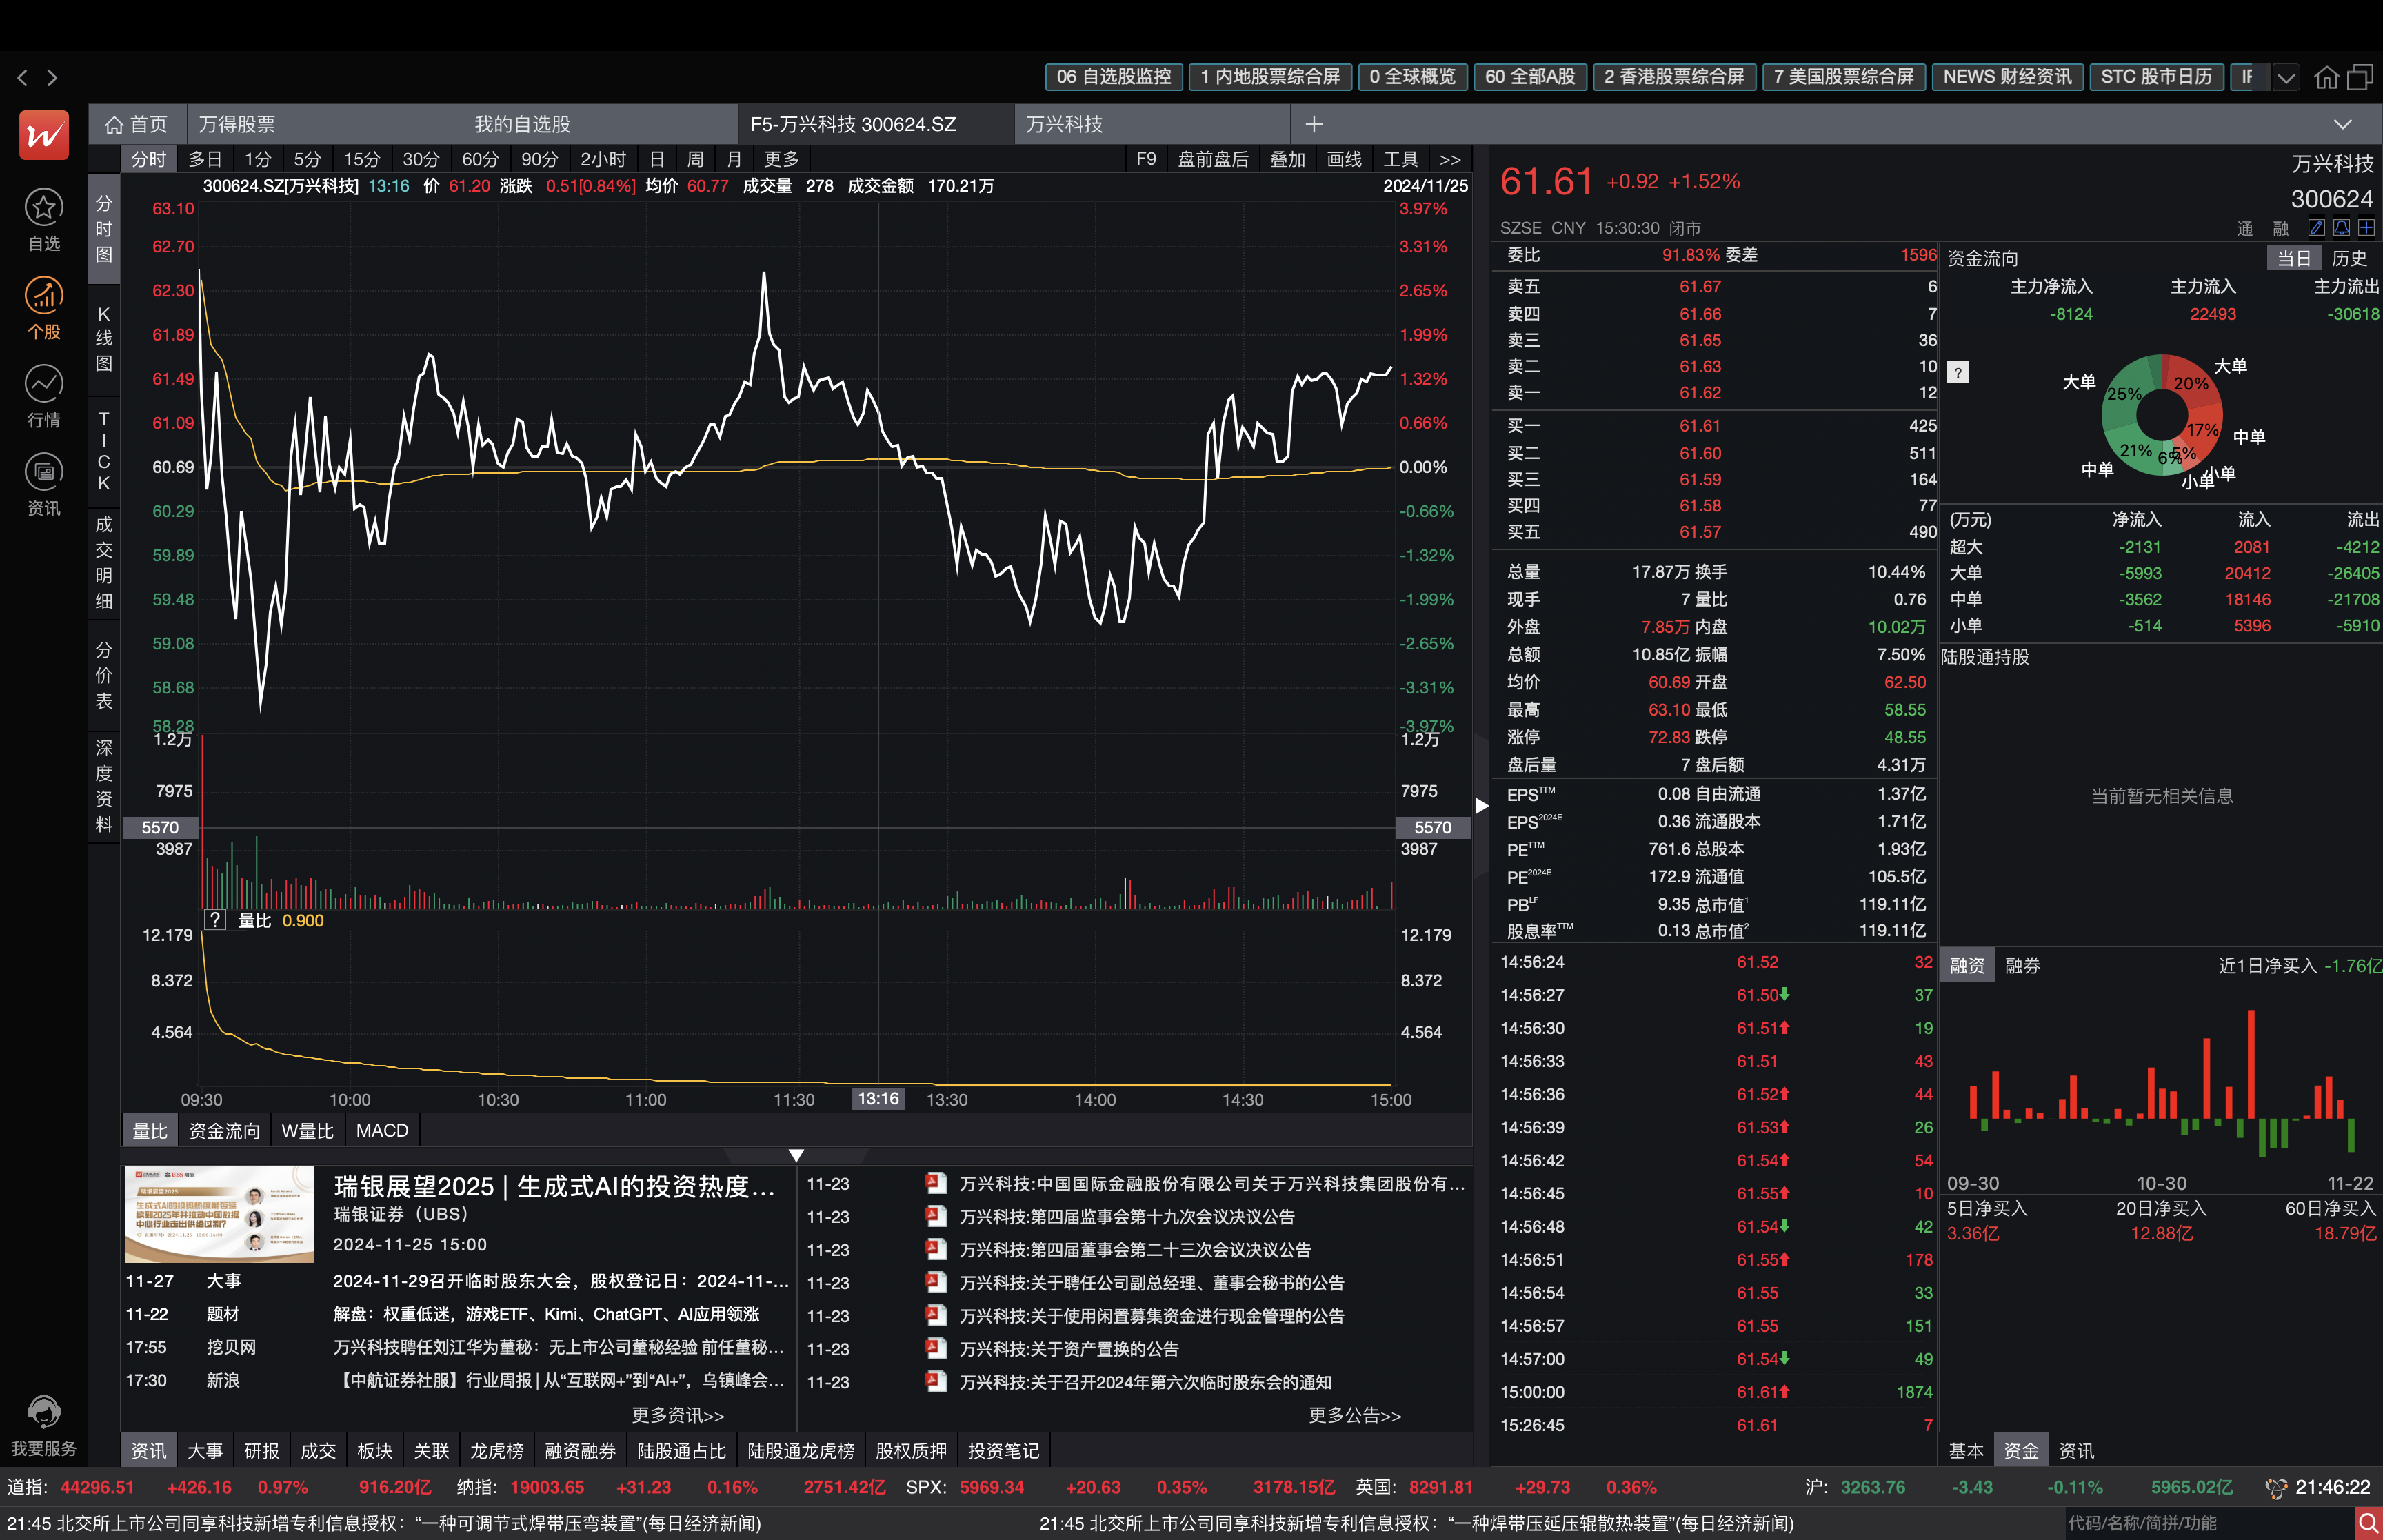 06 自选股监控 1 内地股票综合屏 0 全球概览 60 全部A股 2 香港股票综合屏 7 美国股票综合屏 NEWS 财经资讯 STC 股市日历
首页 万得股票 我的自选股 F5-万兴科技 300624.SZ 万兴科技
自选
个股
行情
资讯
我要服务
分时 多日 1分 5分 15分 30分 60分 90分 2小时 日 周 月 更多 F9 盘前盘后 叠加 画线 工具 >>
分时图
K线图
TICK
成交明细
分价表
深度资料
300624.SZ[万兴科技] 13:16 价 61.20 涨跌 0.51[0.84%] 均价 60.77 成交量 278 成交金额 170.21万 2024/11/25
63.10 3.97%
62.70 3.31%
62.30 2.65%
61.89 1.99%
61.49 1.32%
61.09 0.66%
60.69 0.00%
60.29 -0.66%
59.89 -1.32%
59.48 -1.99%
59.08 -2.65%
58.68 -3.31%
58.28 -3.97%
1.2万 1.2万
7975 7975
5570 5570
3987 3987
? 量比 0.900
12.179 12.179
8.372 8.372
4.564 4.564
09:30 10:00 10:30 11:00 11:30 13:16 13:30 14:00 14:30 15:00
量比 资金流向 W量比 MACD
瑞银展望2025 | 生成式AI的投资热度...
瑞银证券（UBS）
2024-11-25 15:00
11-27 大事 2024-11-29召开临时股东大会，股权登记日：2024-11-...
11-22 题材 解盘：权重低迷，游戏ETF、Kimi、ChatGPT、AI应用领涨
17:55 挖贝网 万兴科技聘任刘江华为董秘：无上市公司董秘经验 前任董秘...
17:30 新浪 【中航证券社服】行业周报 | 从“互联网+”到“AI+”，乌镇峰会...
更多资讯>>
11-23 万兴科技:中国国际金融股份有限公司关于万兴科技集团股份有...
11-23 万兴科技:第四届监事会第十九次会议决议公告
11-23 万兴科技:第四届董事会第二十三次会议决议公告
11-23 万兴科技:关于聘任公司副总经理、董事会秘书的公告
11-23 万兴科技:关于使用闲置募集资金进行现金管理的公告
11-23 万兴科技:关于资产置换的公告
11-23 万兴科技:关于召开2024年第六次临时股东会的通知
更多公告>>
资讯 大事 研报 成交 板块 关联 龙虎榜 融资融券 陆股通占比 陆股通龙虎榜 股权质押 投资笔记
61.61 +0.92 +1.52%
万兴科技
300624
SZSE CNY 15:30:30 闭市
通 融
委比 91.83% 委差 1596
卖五 61.67 6
卖四 61.66 7
卖三 61.65 36
卖二 61.63 10
卖一 61.62 12
买一 61.61 425
买二 61.60 511
买三 61.59 164
买四 61.58 77
买五 61.57 490
总量 17.87万 换手 10.44%
现手 7 量比 0.76
外盘 7.85万 内盘 10.02万
总额 10.85亿 振幅 7.50%
均价 60.69 开盘 62.50
最高 63.10 最低 58.55
涨停 72.83 跌停 48.55
盘后量 7 盘后额 4.31万
EPS TTM 0.08 自由流通 1.37亿
EPS 2024E 0.36 流通股本 1.71亿
PE TTM 761.6 总股本 1.93亿
PE 2024E 172.9 流通值 105.5亿
PB LF 9.35 总市值1 119.11亿
股息率 TTM 0.13 总市值2 119.11亿
14:56:24 61.52 32
14:56:27 61.50 37
14:56:30 61.51 19
14:56:33 61.51 43
14:56:36 61.52 44
14:56:39 61.53 26
14:56:42 61.54 54
14:56:45 61.55 10
14:56:48 61.54 42
14:56:51 61.55 178
14:56:54 61.55 33
14:56:57 61.55 151
14:57:00 61.54 49
15:00:00 61.61 1874
15:26:45 61.61 7
资金流向 当日 历史
主力净流入 主力流入 主力流出
-8124 22493 -30618
?
大单 25% 20% 大单
中单 21% 17% 中单
小单 6% 5% 小单
(万元) 净流入 流入 流出
超大 -2131 2081 -4212
大单 -5993 20412 -26405
中单 -3562 18146 -21708
小单 -514 5396 -5910
陆股通持股
当前暂无相关信息
融资 融券 近1日净买入 -1.76亿
09-30 10-30 11-22
5日净买入 20日净买入 60日净买入
3.36亿 12.88亿 18.79亿
基本 资金 资讯
道指: 44296.51 +426.16 0.97% 916.20亿 纳指: 19003.65 +31.23 0.16% 2751.42亿 SPX: 5969.34 +20.63 0.35% 3178.15亿 英国: 8291.81 +29.73 0.36% 沪: 3263.76 -3.43 -0.11% 5965.02亿 21:46:22
21:45 北交所上市公司同享科技新增专利信息授权：“一种可调节式焊带压弯装置”(每日经济新闻) 21:45 北交所上市公司同享科技新增专利信息授权：“一种焊带压延压辊散热装置”(每日经济新闻) 代码/名称/简拼/功能